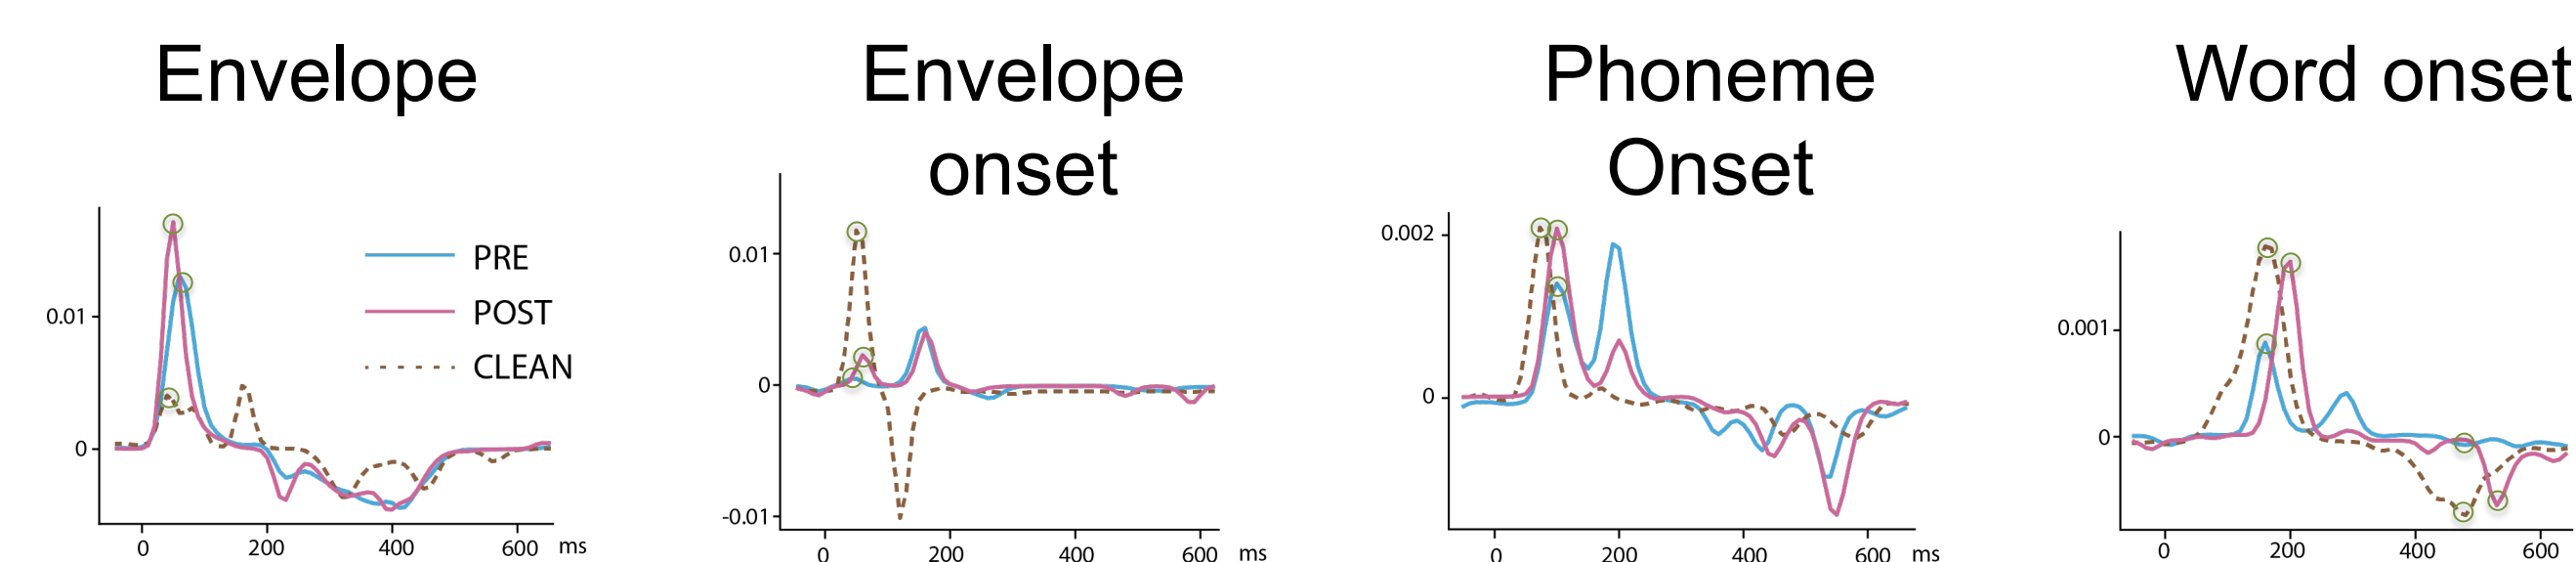 Envelope
0.01
0
0 200 400 600 ms
PRE
POST
CLEAN
Envelope
onset
0.01
0
-0.01
0 200 400 600 ms
Phoneme
Onset
0.002
0
0 200 400 600 ms
Word onset
0.001
0
0 200 400 600